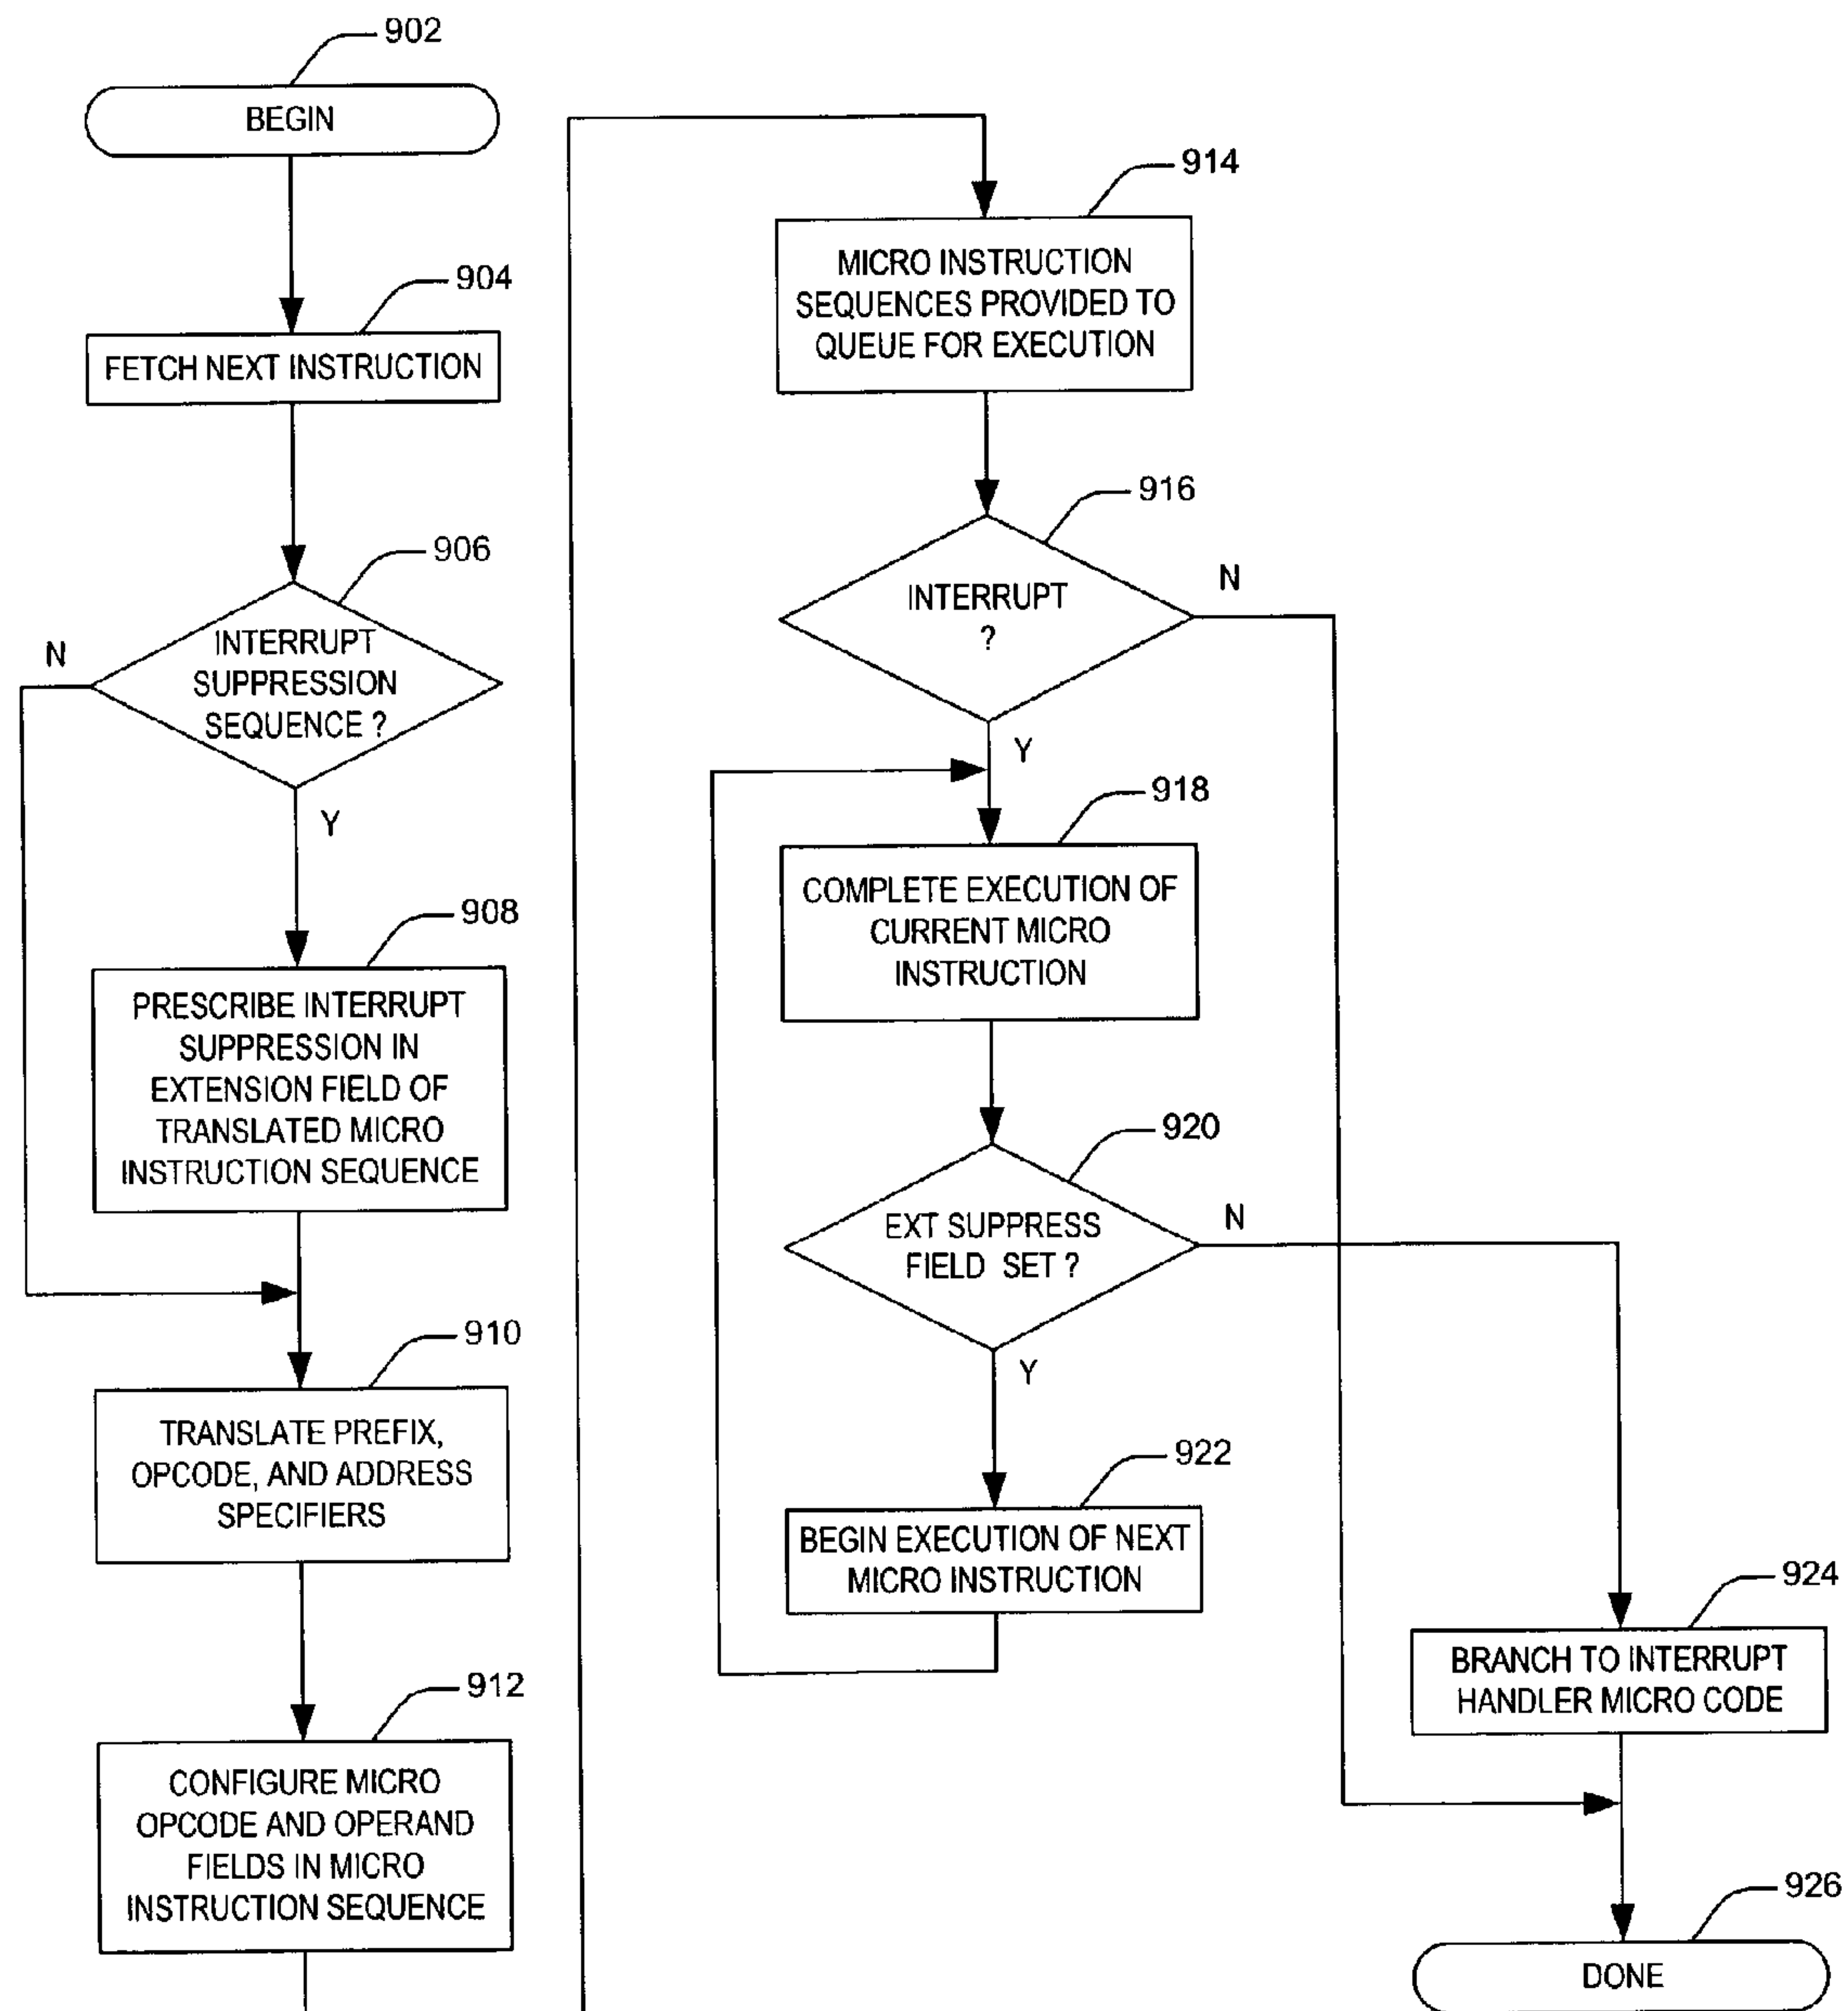 902
BEGIN
904
FETCH NEXT INSTRUCTION
906
INTERRUPT
SUPPRESSION
SEQUENCE ?
N
Y
908
PRESCRIBE INTERRUPT
SUPPRESSION IN
EXTENSION FIELD OF
TRANSLATED MICRO
INSTRUCTION SEQUENCE
910
TRANSLATE PREFIX,
OPCODE, AND ADDRESS
SPECIFIERS
912
CONFIGURE MICRO
OPCODE AND OPERAND
FIELDS IN MICRO
INSTRUCTION SEQUENCE
914
MICRO INSTRUCTION
SEQUENCES PROVIDED TO
QUEUE FOR EXECUTION
916
INTERRUPT
?
N
Y
918
COMPLETE EXECUTION OF
CURRENT MICRO
INSTRUCTION
920
EXT SUPPRESS
FIELD SET ?
N
Y
922
BEGIN EXECUTION OF NEXT
MICRO INSTRUCTION
924
BRANCH TO INTERRUPT
HANDLER MICRO CODE
926
DONE